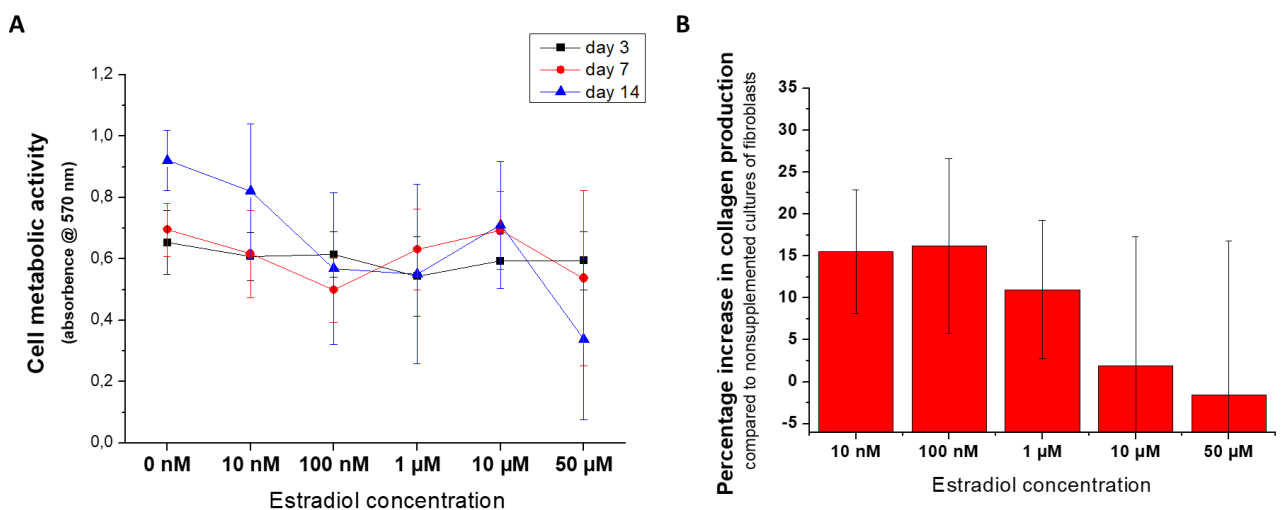 A
day 3
day 7
day 14
Cell metabolic activity
(absorbence @ 570 nm)
1,2
1,0
0,8
0,6
0,4
0,2
0,0
0 nM 10 nM 100 nM 1 µM 10 µM 50 µM
Estradiol concentration
B
Percentage increase in collagen production
compared to nonsupplemented cultures of fibroblasts
35
30
25
20
15
10
5
0
-5
10 nM 100 nM 1 µM 10 µM 50 µM
Estradiol concentration